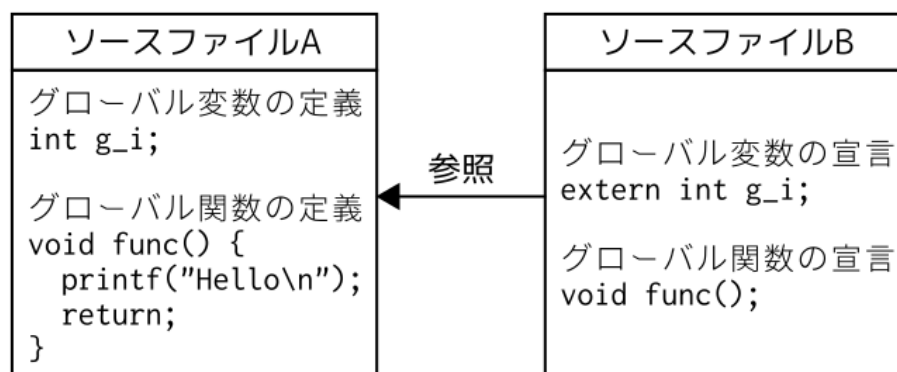 ソースファイルA
グローバル変数の定義
int g_i;
グローバル関数の定義
void func() {
printf("Hello\n");
return;
}
参照
ソースファイルB
グローバル変数の宣言
extern int g_i;
グローバル関数の宣言
void func();